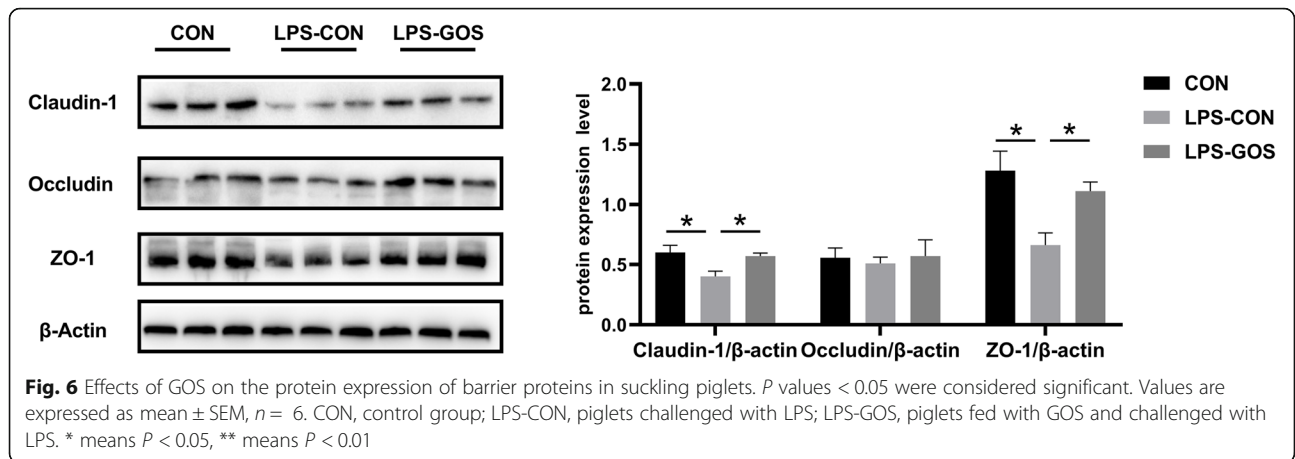 CON LPS-CON LPS-GOS
Claudin-1
Occludin
ZO-1
β-Actin
protein expression level
2.0
1.5
1.0
0.5
0.0
* * * *
Claudin-1/β-actin Occludin/β-actin ZO-1/β-actin
CON
LPS-CON
LPS-GOS
Fig. 6 Effects of GOS on the protein expression of barrier proteins in suckling piglets. P values < 0.05 were considered significant. Values are
expressed as mean ± SEM, n = 6. CON, control group; LPS-CON, piglets challenged with LPS; LPS-GOS, piglets fed with GOS and challenged with
LPS. * means P < 0.05, ** means P < 0.01